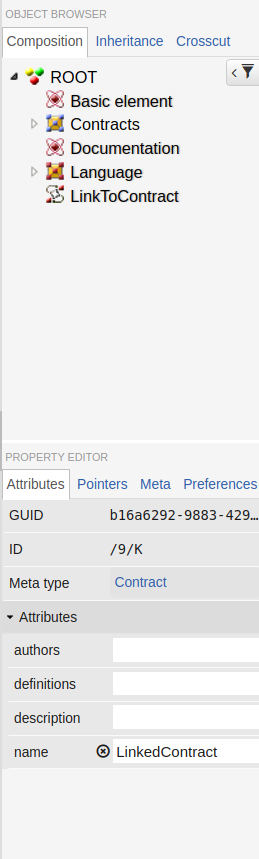 OBJECT BROWSER
Composition Inheritance Crosscut
ROOT
Basic element
Contracts
Documentation
Language
LinkToContract
PROPERTY EDITOR
Attributes Pointers Meta Preferences
GUID b16a6292-9883-429...
ID /9/K
Meta type Contract
Attributes
authors
definitions
description
name LinkedContract